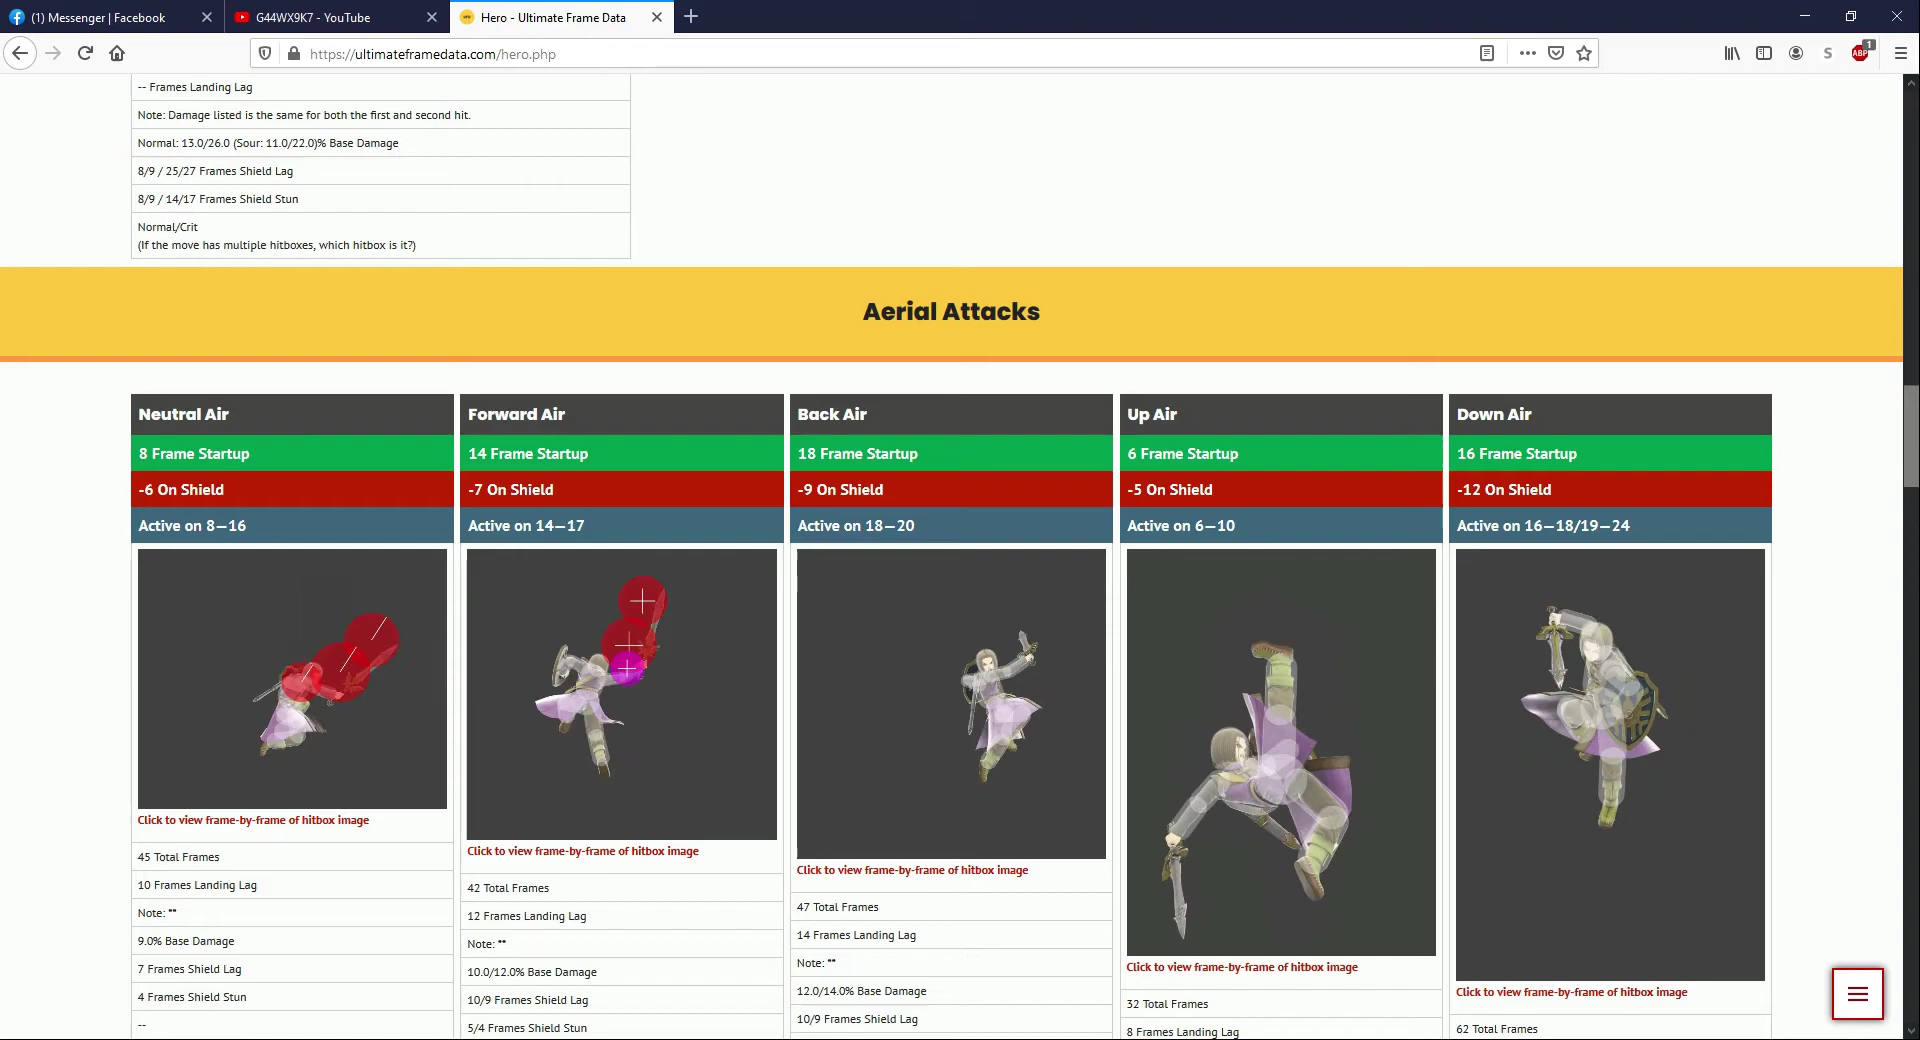 (1) Messenger | Facebook
G44WX9K7 - YouTube
Hero - Ultimate Frame Data
https://ultimateframedata.com/hero.php
S
ABP
1
-- Frames Landing Lag
Note: Damage listed is the same for both the first and second hit.
Normal: 13.0/26.0 (Sour: 11.0/22.0)% Base Damage
8/9 / 25/27 Frames Shield Lag
8/9 / 14/17 Frames Shield Stun
Normal/Crit
(If the move has multiple hitboxes, which hitbox is it?)
Aerial Attacks
Neutral Air
8 Frame Startup
-6 On Shield
Active on 8—16
Click to view frame-by-frame of hitbox image
45 Total Frames
10 Frames Landing Lag
Note: **
9.0% Base Damage
7 Frames Shield Lag
4 Frames Shield Stun
--
Forward Air
14 Frame Startup
-7 On Shield
Active on 14—17
Click to view frame-by-frame of hitbox image
42 Total Frames
12 Frames Landing Lag
Note: **
10.0/12.0% Base Damage
10/9 Frames Shield Lag
5/4 Frames Shield Stun
Back Air
18 Frame Startup
-9 On Shield
Active on 18—20
Click to view frame-by-frame of hitbox image
47 Total Frames
14 Frames Landing Lag
Note: **
12.0/14.0% Base Damage
10/9 Frames Shield Lag
Up Air
6 Frame Startup
-5 On Shield
Active on 6—10
Click to view frame-by-frame of hitbox image
32 Total Frames
8 Frames Landing Lag
Down Air
16 Frame Startup
-12 On Shield
Active on 16—18/19—24
Click to view frame-by-frame of hitbox image
62 Total Frames